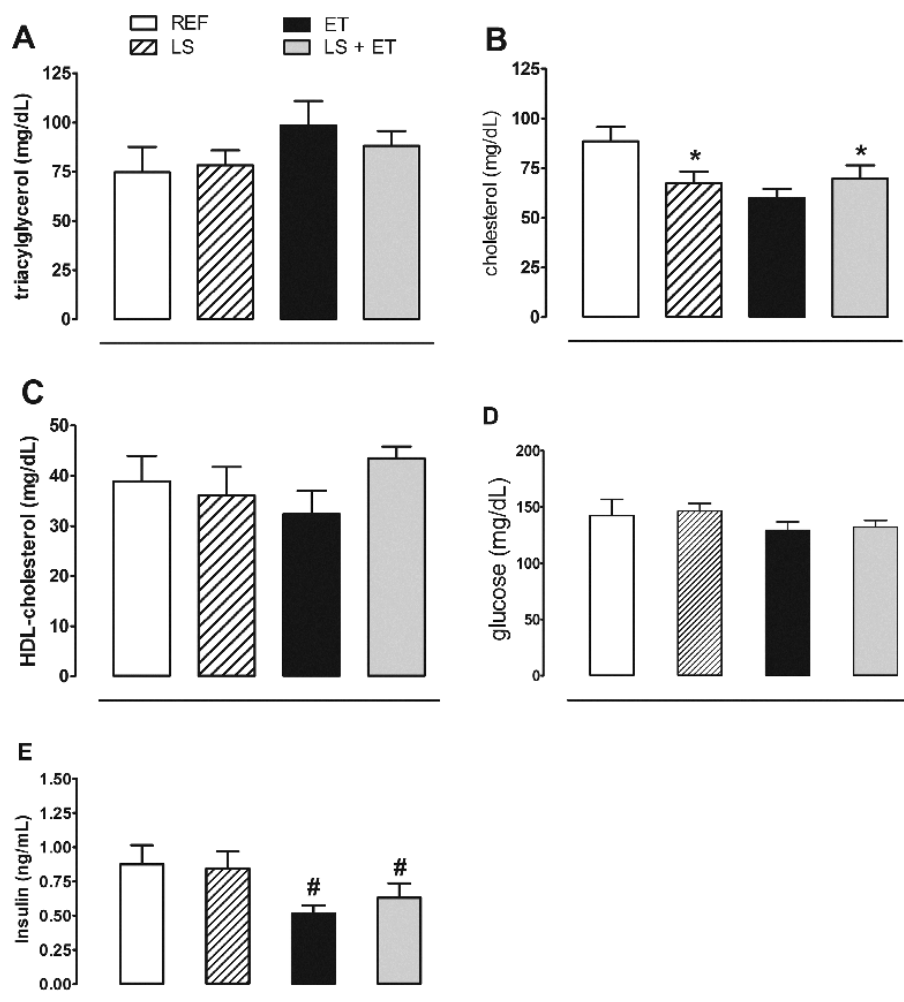 A
REF
ET
LS
LS + ET
triacylglycerol (mg/dL)
125
100
75
50
25
0
B
cholesterol (mg/dL)
125
100
75
50
25
0
*
*
C
HDL-cholesterol (mg/dL)
50
40
30
20
10
0
D
glucose (mg/dL)
200
150
100
50
0
E
Insulin (ng/mL)
1.50
1.25
1.00
0.75
0.50
0.25
0.00
#
#